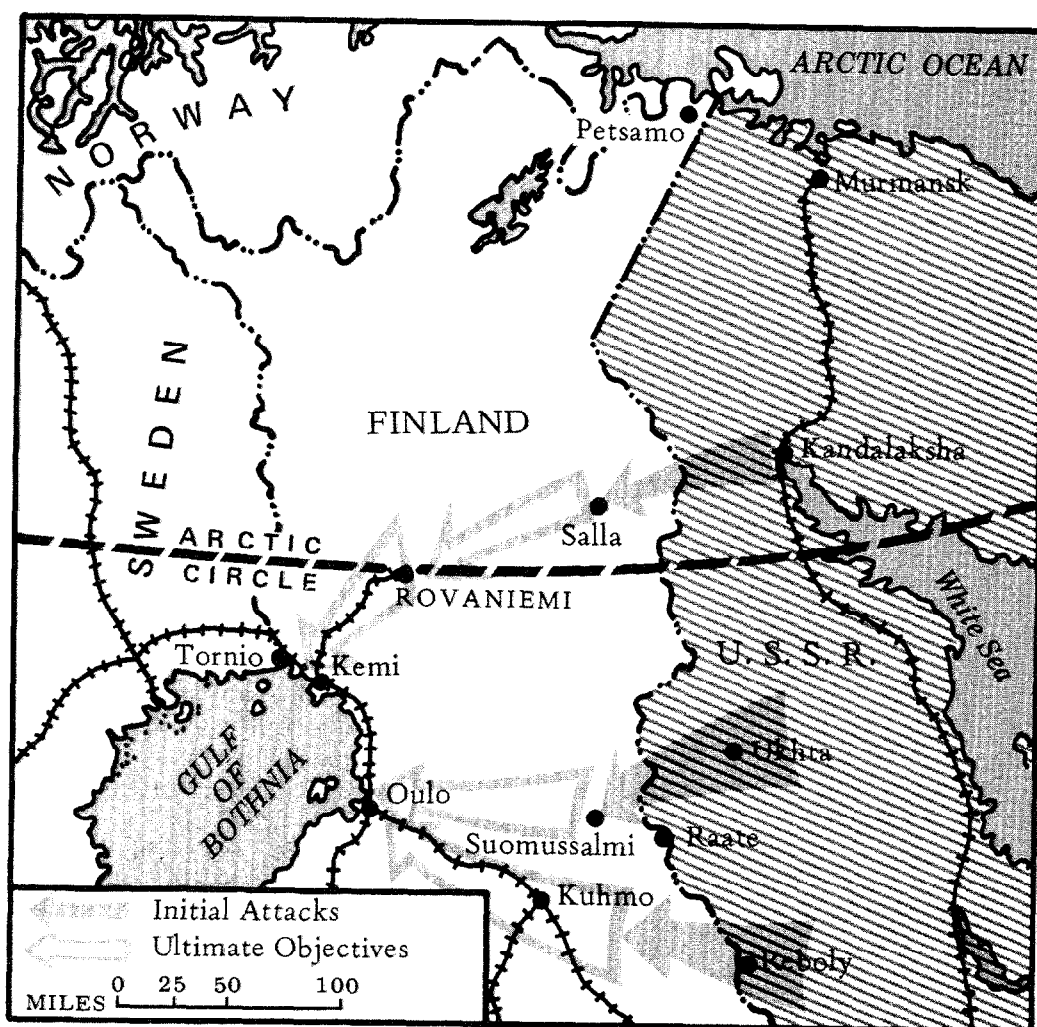 ARCTIC OCEAN
NORWAY
Petsamo
Murmansk
SWEDEN
FINLAND
Kandalaksha
Salla
ARCTIC
CIRCLE
ROVANIEMI
White Sea
U.S.S.R.
Tornio
Kemi
GULF
OF
BOTHNIA
Ukhta
Oulo
Raate
Suomussalmi
Kuhmo
Reboly
Initial Attacks
Ultimate Objectives
MILES 0 25 50 100